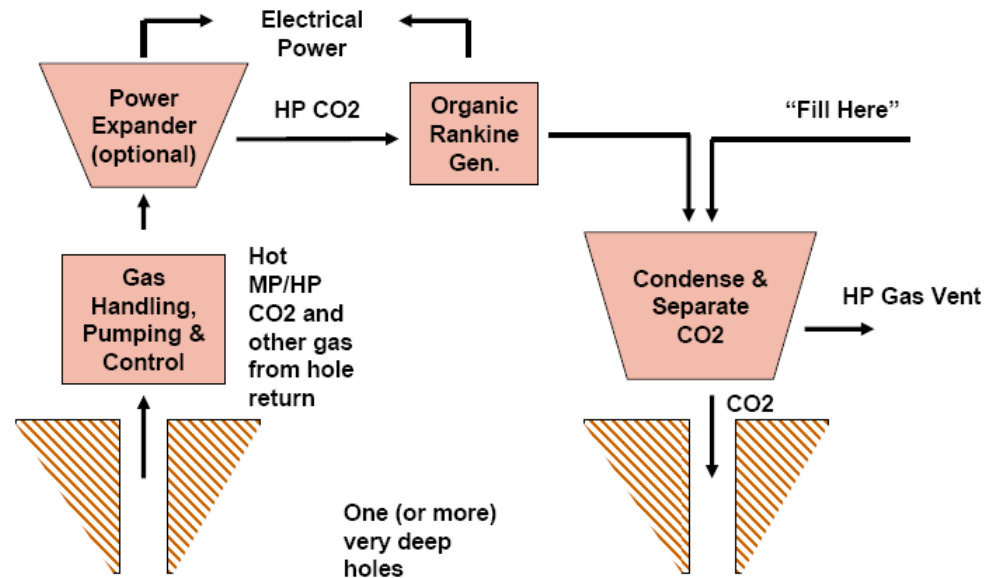 Electrical
Power
Power
Expander
(optional)
HP CO2
Organic
Rankine
Gen.
“Fill Here”
Gas
Handling,
Pumping &
Control
Hot
MP/HP
CO2 and
other gas
from hole
return
Condense &
Separate
CO2
HP Gas Vent
CO2
One (or more)
very deep
holes